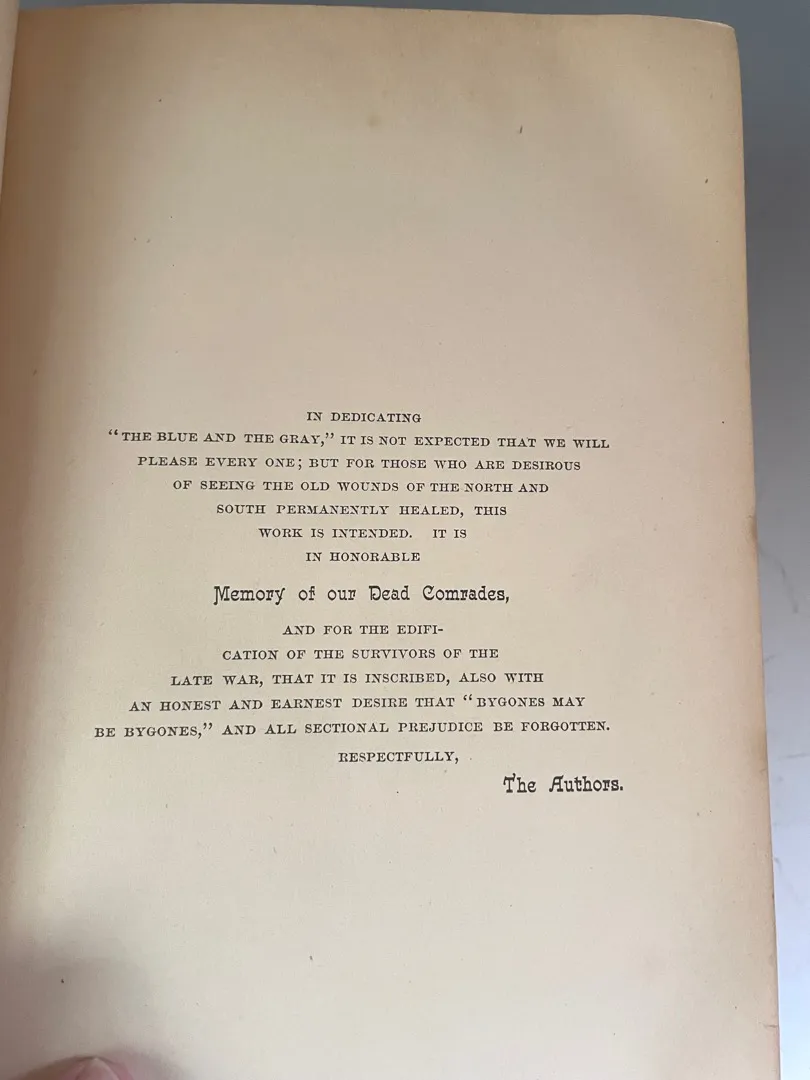 IN DEDICATING
“THE BLUE AND THE GRAY,” IT IS NOT EXPECTED THAT WE WILL
PLEASE EVERY ONE; BUT FOR THOSE WHO ARE DESIROUS
OF SEEING THE OLD WOUNDS OF THE NORTH AND
SOUTH PERMANENTLY HEALED, THIS
WORK IS INTENDED. IT IS
IN HONORABLE
Memory of our Dead Comrades,
AND FOR THE EDIFI-
CATION OF THE SURVIVORS OF THE
LATE WAR, THAT IT IS INSCRIBED, ALSO WITH
AN HONEST AND EARNEST DESIRE THAT “BYGONES MAY
BE BYGONES,” AND ALL SECTIONAL PREJUDICE BE FORGOTTEN.
RESPECTFULLY,
The Authors.